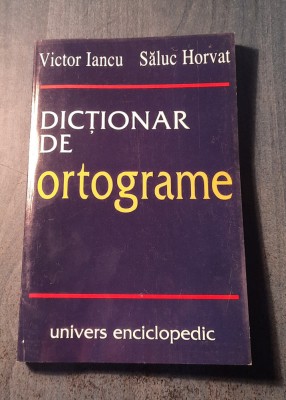 Victor Iancu Săluc Horvat
DICȚIONAR
DE
ortograme
univers enciclopedic